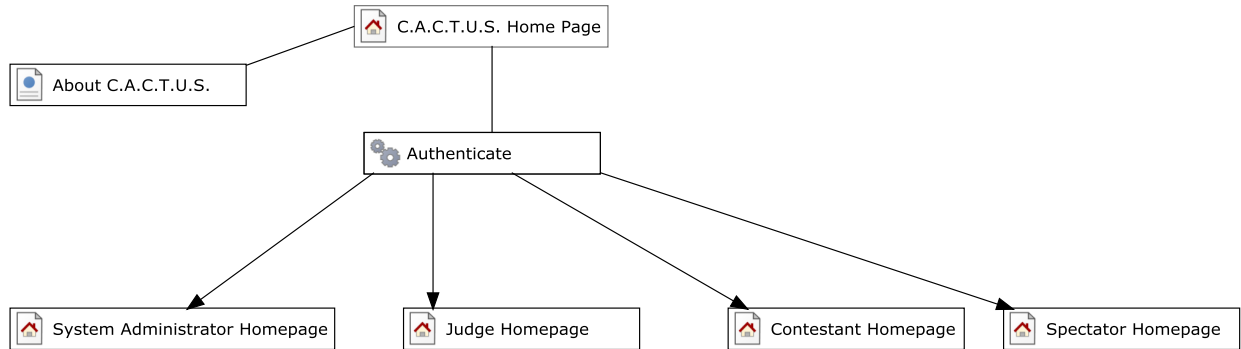 C.A.C.T.U.S. Home Page
About C.A.C.T.U.S.
Authenticate
System Administrator Homepage
Judge Homepage
Contestant Homepage
Spectator Homepage